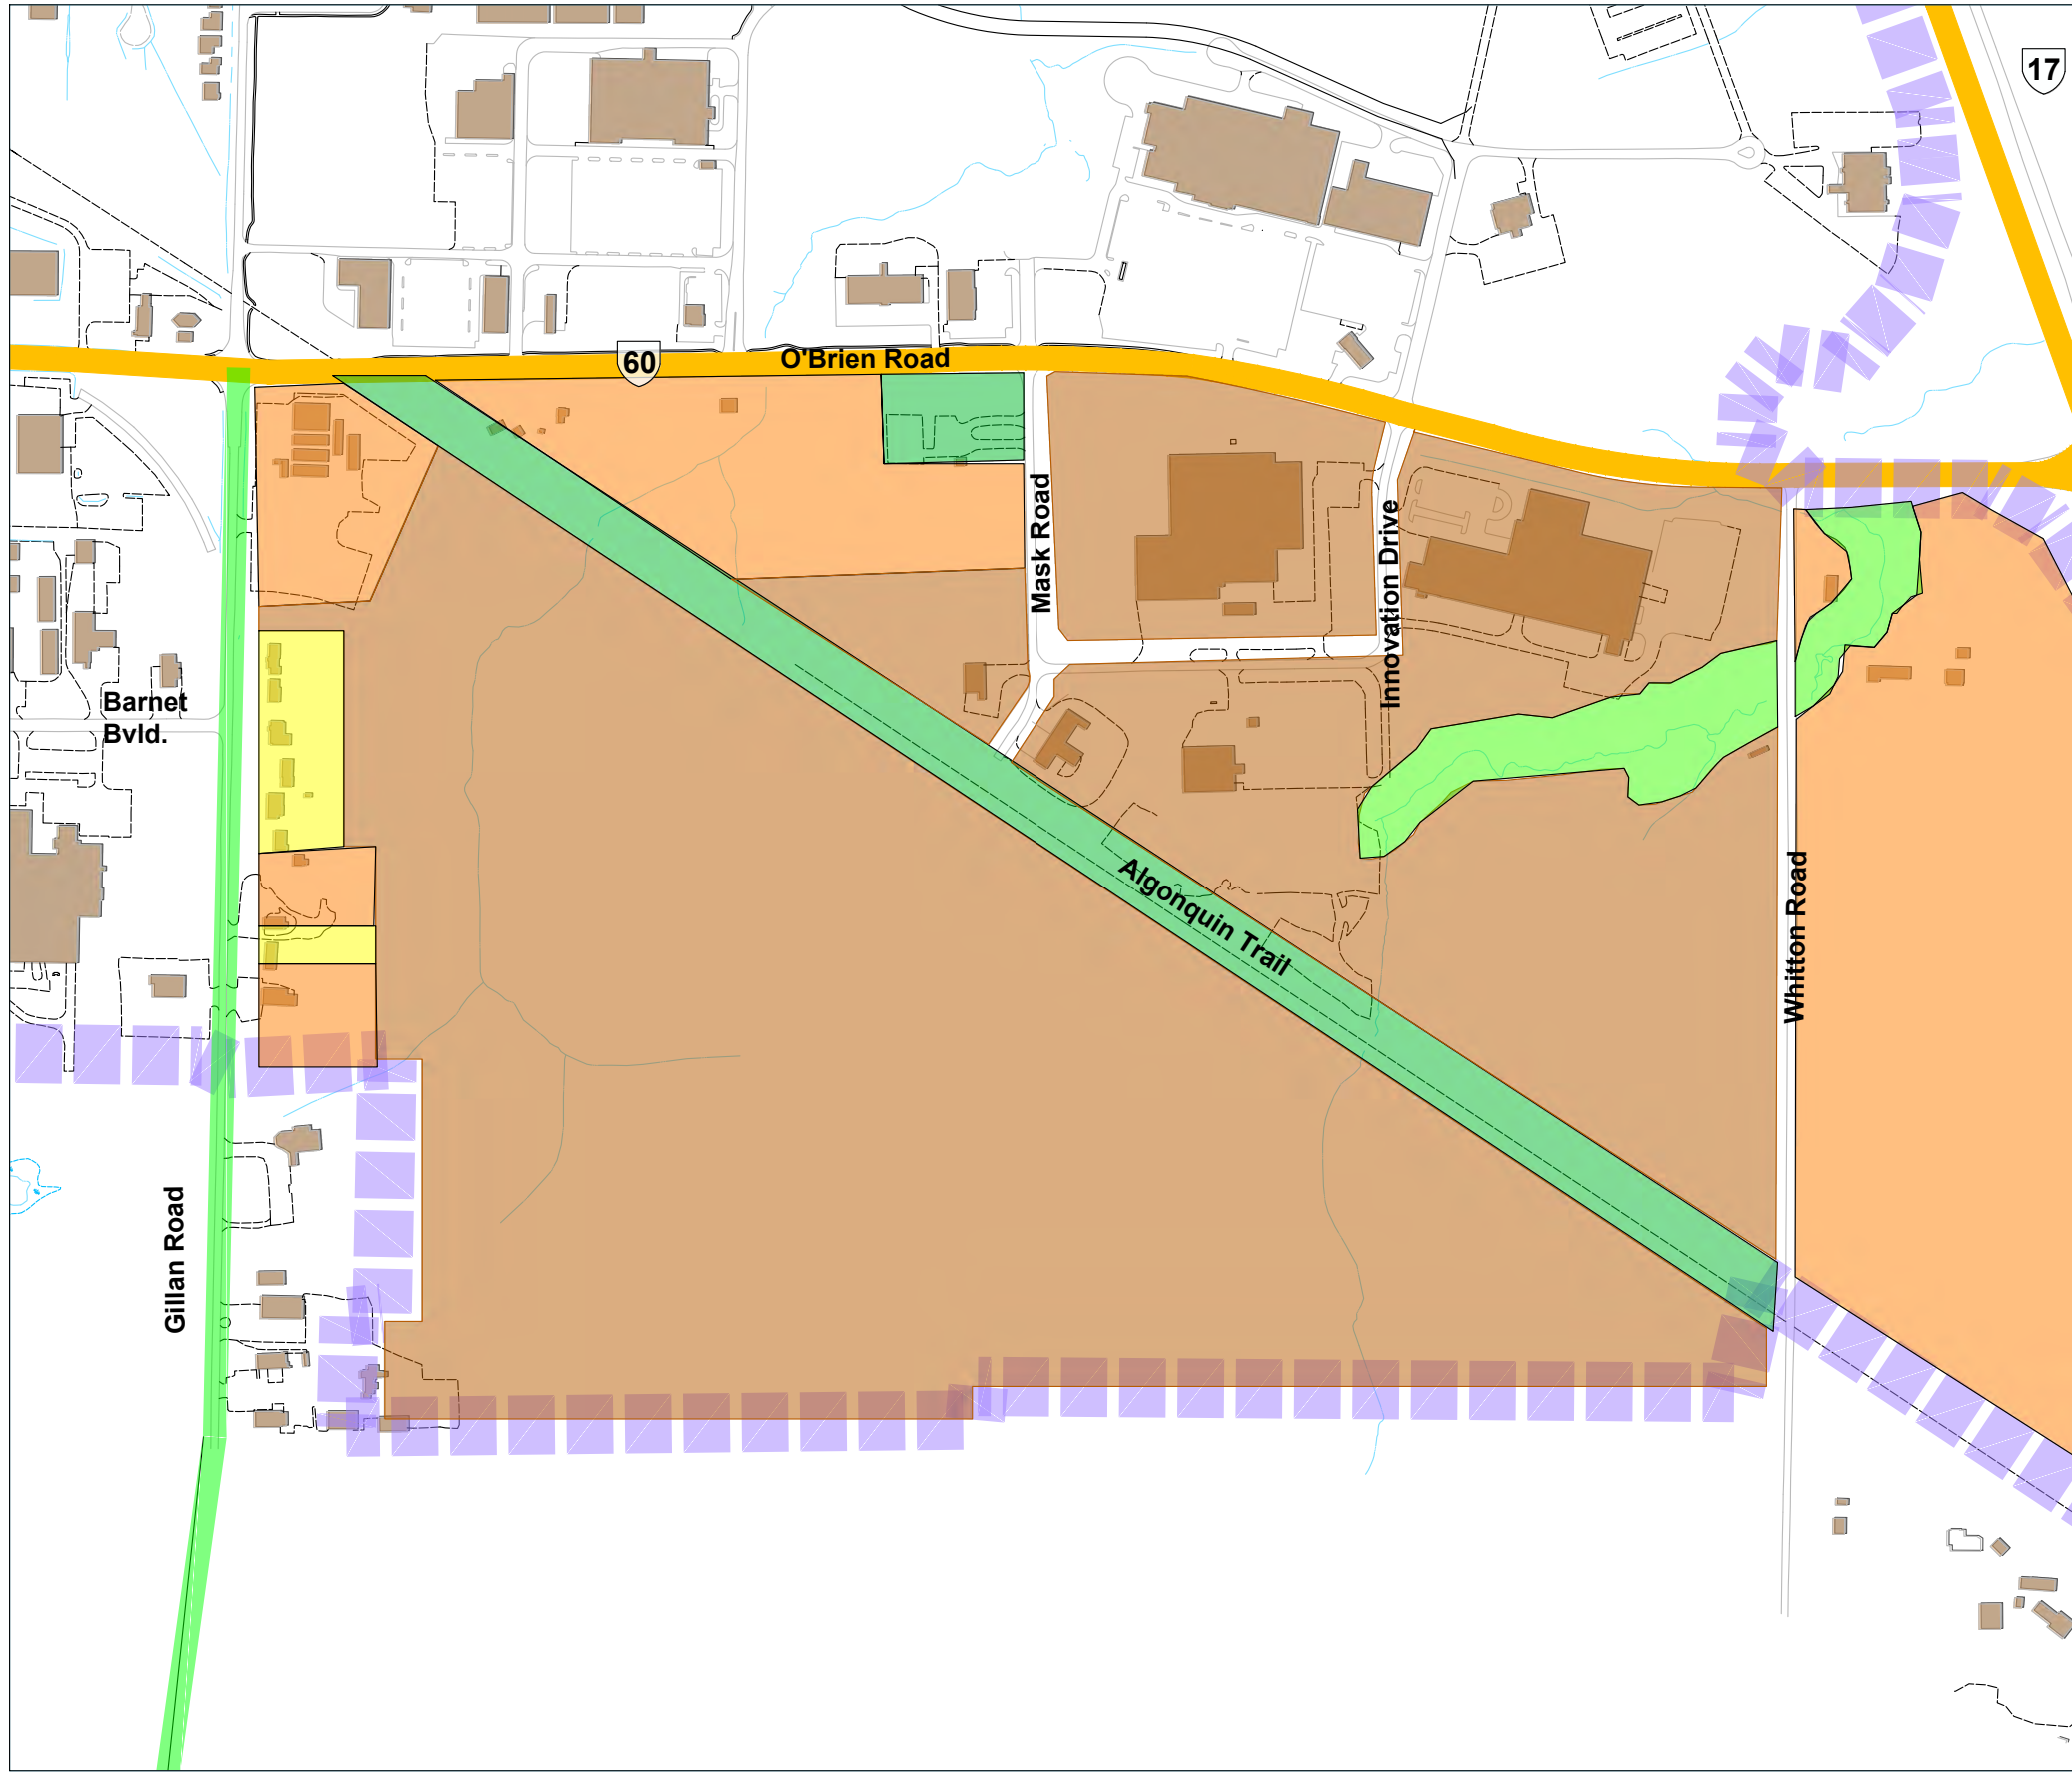 17
60
O'Brien Road
Mask Road
Innovation Drive
Barnet
Bvld.
Algonquin Trail
Whitton Road
Gillan Road